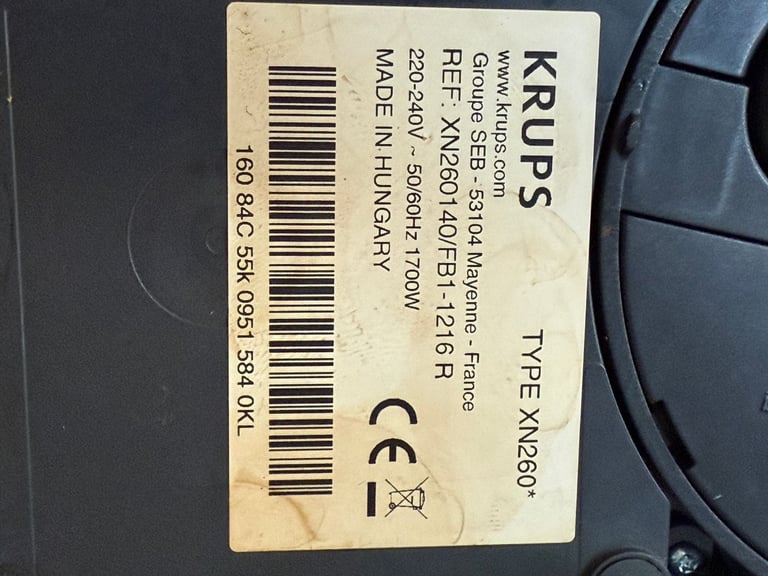 KRUPS TYPE XN260*
www.krups.com
Groupe SEB - 53104 Mayenne - France
REF: XN260140/FB1-1216 R
220-240V ~ 50/60Hz 1700W
MADE IN HUNGARY
CE
160 84C 55k 0951 584 0KL